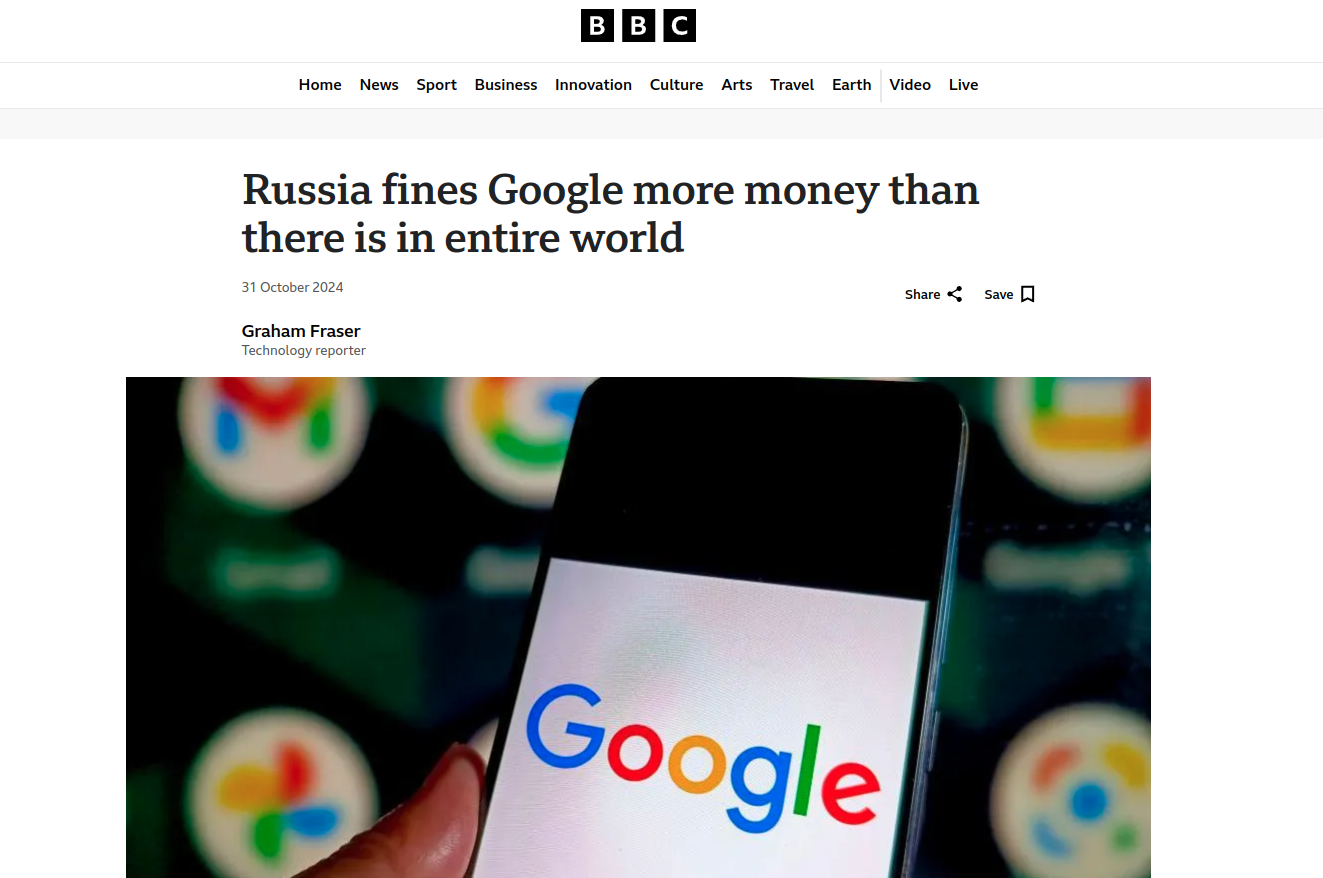 BBC
Home News Sport Business Innovation Culture Arts Travel Earth Video Live
Russia fines Google more money than
there is in entire world
31 October 2024
Share Save
Graham Fraser
Technology reporter
Google